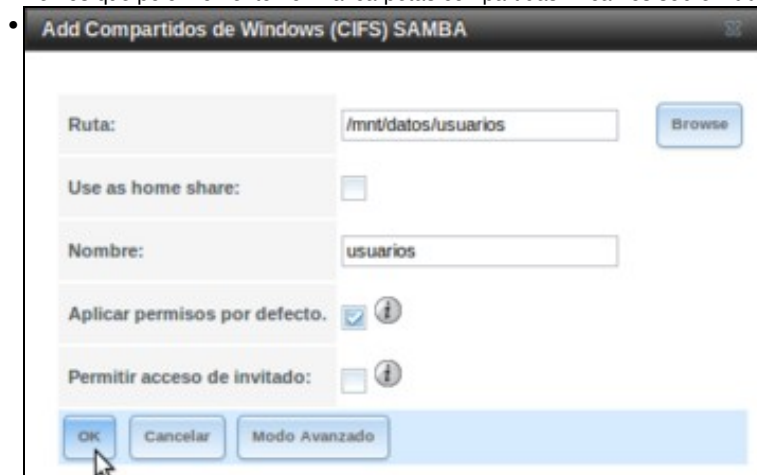 Add Compartidos de Windows (CIFS) SAMBA
Ruta: /mnt/datos/usuarios Browse
Use as home share:
Nombre: usuarios
Aplicar permisos por defecto.
Permitir acceso de invitado:
OK Cancelar Modo Avanzado